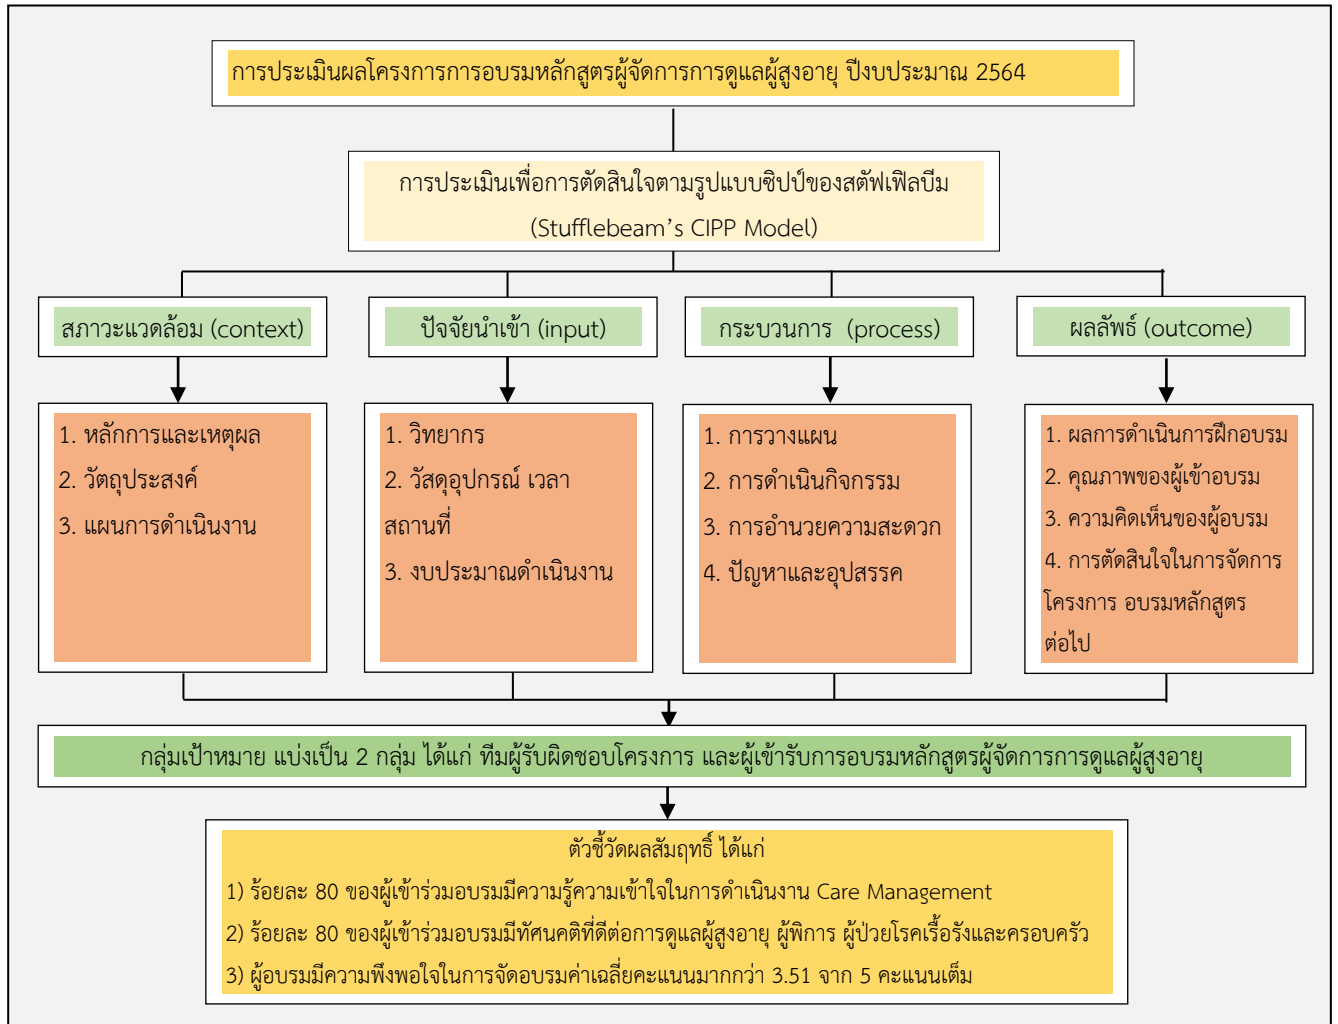 การประเมินผลโครงการการอบรมหลักสูตรผู้จัดการการดูแลผู้สูงอายุ ปีงบประมาณ 2564
การประเมินเพื่อการตัดสินใจตามรูปแบบซิปป์ของสตัฟเฟิลบีม
(Stufflebeam’s CIPP Model)
สภาวะแวดล้อม (context)
ปัจจัยนำเข้า (input)
กระบวนการ (process)
ผลลัพธ์ (outcome)
1. หลักการและเหตุผล
2. วัตถุประสงค์
3. แผนการดำเนินงาน
1. วิทยากร
2. วัสดุอุปกรณ์ เวลา
สถานที่
3. งบประมาณดำเนินงาน
1. การวางแผน
2. การดำเนินกิจกรรม
3. การอำนวยความสะดวก
4. ปัญหาและอุปสรรค
1. ผลการดำเนินการฝึกอบรม
2. คุณภาพของผู้เข้าอบรม
3. ความคิดเห็นของผู้อบรม
4. การตัดสินใจในการจัดการ
โครงการ อบรมหลักสูตร
ต่อไป
กลุ่มเป้าหมาย แบ่งเป็น 2 กลุ่ม ได้แก่ ทีมผู้รับผิดชอบโครงการ และผู้เข้ารับการอบรมหลักสูตรผู้จัดการการดูแลผู้สูงอายุ
ตัวชี้วัดผลสัมฤทธิ์ ได้แก่
1) ร้อยละ 80 ของผู้เข้าร่วมอบรมมีความรู้ความเข้าใจในการดำเนินงาน Care Management
2) ร้อยละ 80 ของผู้เข้าร่วมอบรมมีทัศนคติที่ดีต่อการดูแลผู้สูงอายุ ผู้พิการ ผู้ป่วยโรคเรื้อรังและครอบครัว
3) ผู้อบรมมีความพึงพอใจในการจัดอบรมค่าเฉลี่ยคะแนนมากกว่า 3.51 จาก 5 คะแนนเต็ม